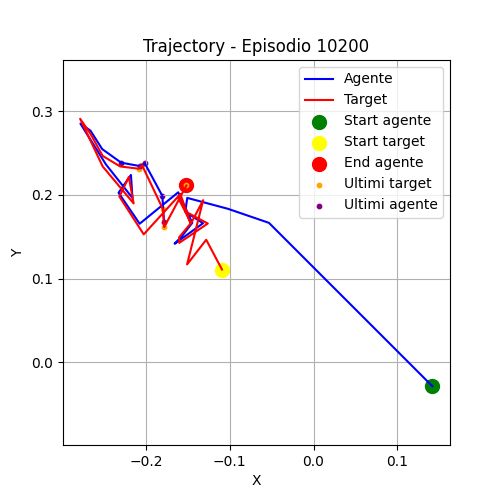 Trajectory - Episodio 10200
Agente
Target
Start agente
Start target
End agente
Ultimi target
Ultimi agente
0.3
0.2
0.1
0.0
Y
−0.2
−0.1
0.0
0.1
X